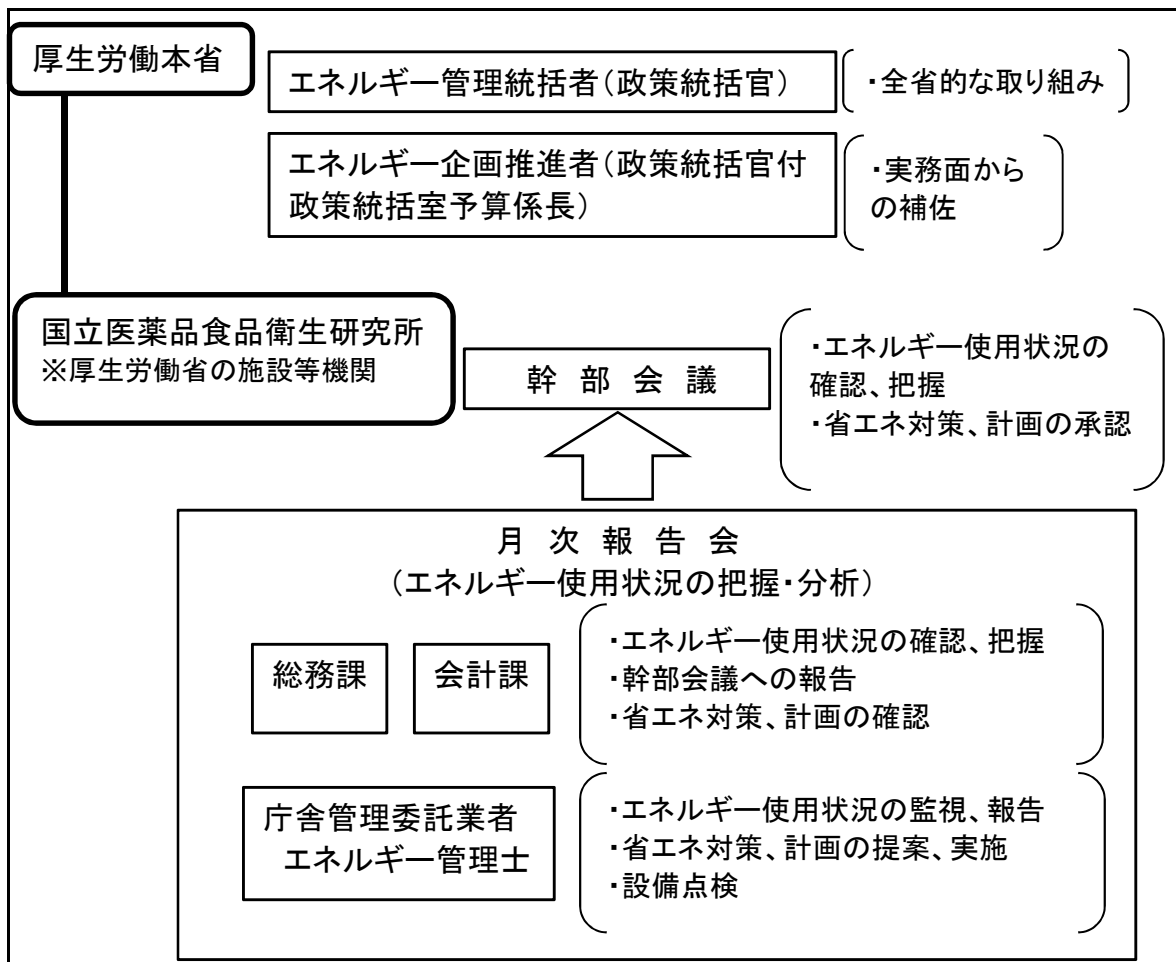 厚生労働本省
エネルギー管理統括者(政策統括官)
・全省的な取り組み
エネルギー企画推進者(政策統括官付
政策統括室予算係長)
・実務面から
の補佐
国立医薬品食品衛生研究所
※厚生労働省の施設等機関
幹 部 会 議
・エネルギー使用状況の
確認、把握
・省エネ対策、計画の承認
月 次 報 告 会
(エネルギー使用状況の把握・分析)
総務課
会計課
・エネルギー使用状況の確認、把握
・幹部会議への報告
・省エネ対策、計画の確認
庁舎管理委託業者
エネルギー管理士
・エネルギー使用状況の監視、報告
・省エネ対策、計画の提案、実施
・設備点検